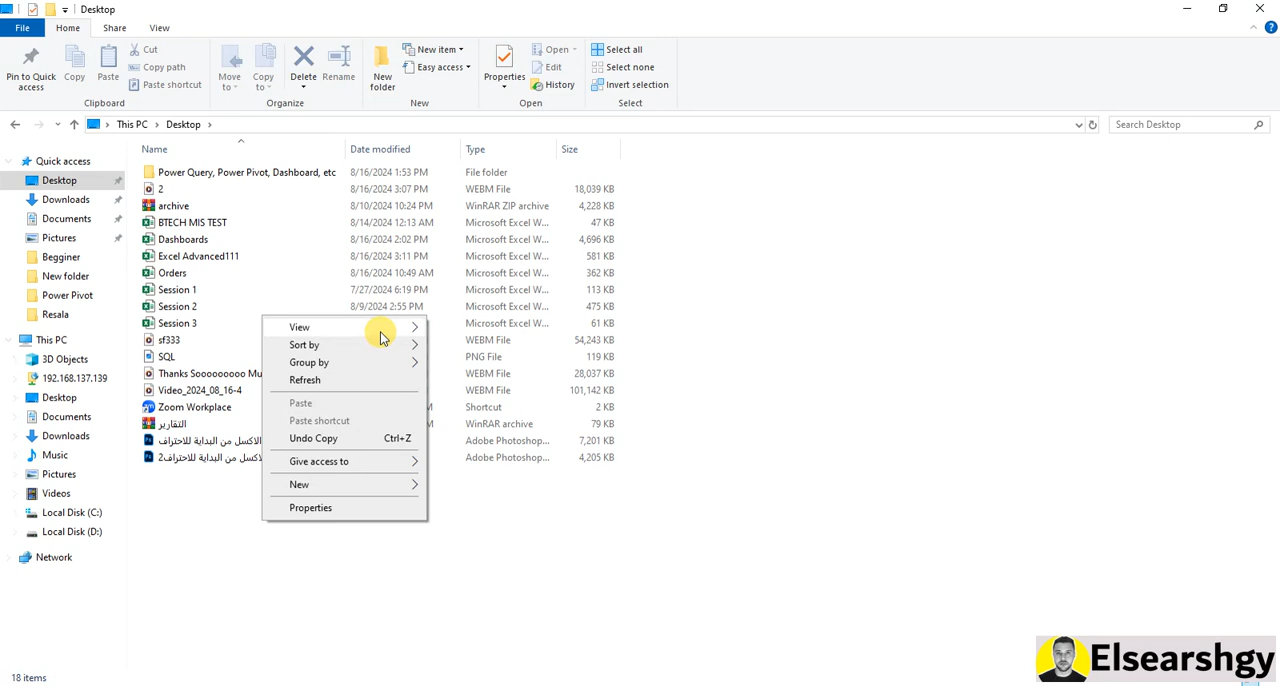 Desktop
File Home Share View
Pin to Quick access
Copy
Paste
Cut
Copy path
Paste shortcut
Clipboard
Move to
Copy to
Delete
Rename
Organize
New folder
New item
Easy access
New
Properties
Open
Edit
History
Open
Select all
Select none
Invert selection
Select
This PC > Desktop >
Search Desktop
Name Date modified Type Size
Quick access
Desktop
Downloads
Documents
Pictures
Begginer
New folder
Power Pivot
Resala
This PC
3D Objects
192.168.137.139
Desktop
Documents
Downloads
Music
Pictures
Videos
Local Disk (C:)
Local Disk (D:)
Network
Power Query, Power Pivot, Dashboard, etc 8/16/2024 1:53 PM File folder
2 8/16/2024 3:07 PM WEBM File 18,039 KB
archive 8/10/2024 10:24 PM WinRAR ZIP archive 4,228 KB
BTECH MIS TEST 8/14/2024 12:13 AM Microsoft Excel W... 47 KB
Dashboards 8/16/2024 2:02 PM Microsoft Excel W... 4,696 KB
Excel Advanced111 8/16/2024 3:11 PM Microsoft Excel W... 581 KB
Orders 8/16/2024 10:49 AM Microsoft Excel W... 362 KB
Session 1 7/27/2024 6:19 PM Microsoft Excel W... 113 KB
Session 2 8/9/2024 2:55 PM Microsoft Excel W... 475 KB
Session 3 Microsoft Excel W... 61 KB
sf333 WEBM File 54,243 KB
SQL PNG File 119 KB
Thanks Sooooooooo Mu WEBM File 28,037 KB
Video_2024_08_16-4 WEBM File 101,142 KB
Zoom Workplace M Shortcut 2 KB
التقارير WinRAR archive 79 KB
الاكسل من البداية للاحتراف Adobe Photoshop... 7,201 KB
الاكسل من البداية للاحتراف2 Adobe Photoshop... 4,205 KB
View
Sort by
Group by
Refresh
Paste
Paste shortcut
Undo Copy Ctrl+Z
Give access to
New
Properties
18 items
Elsearshgy